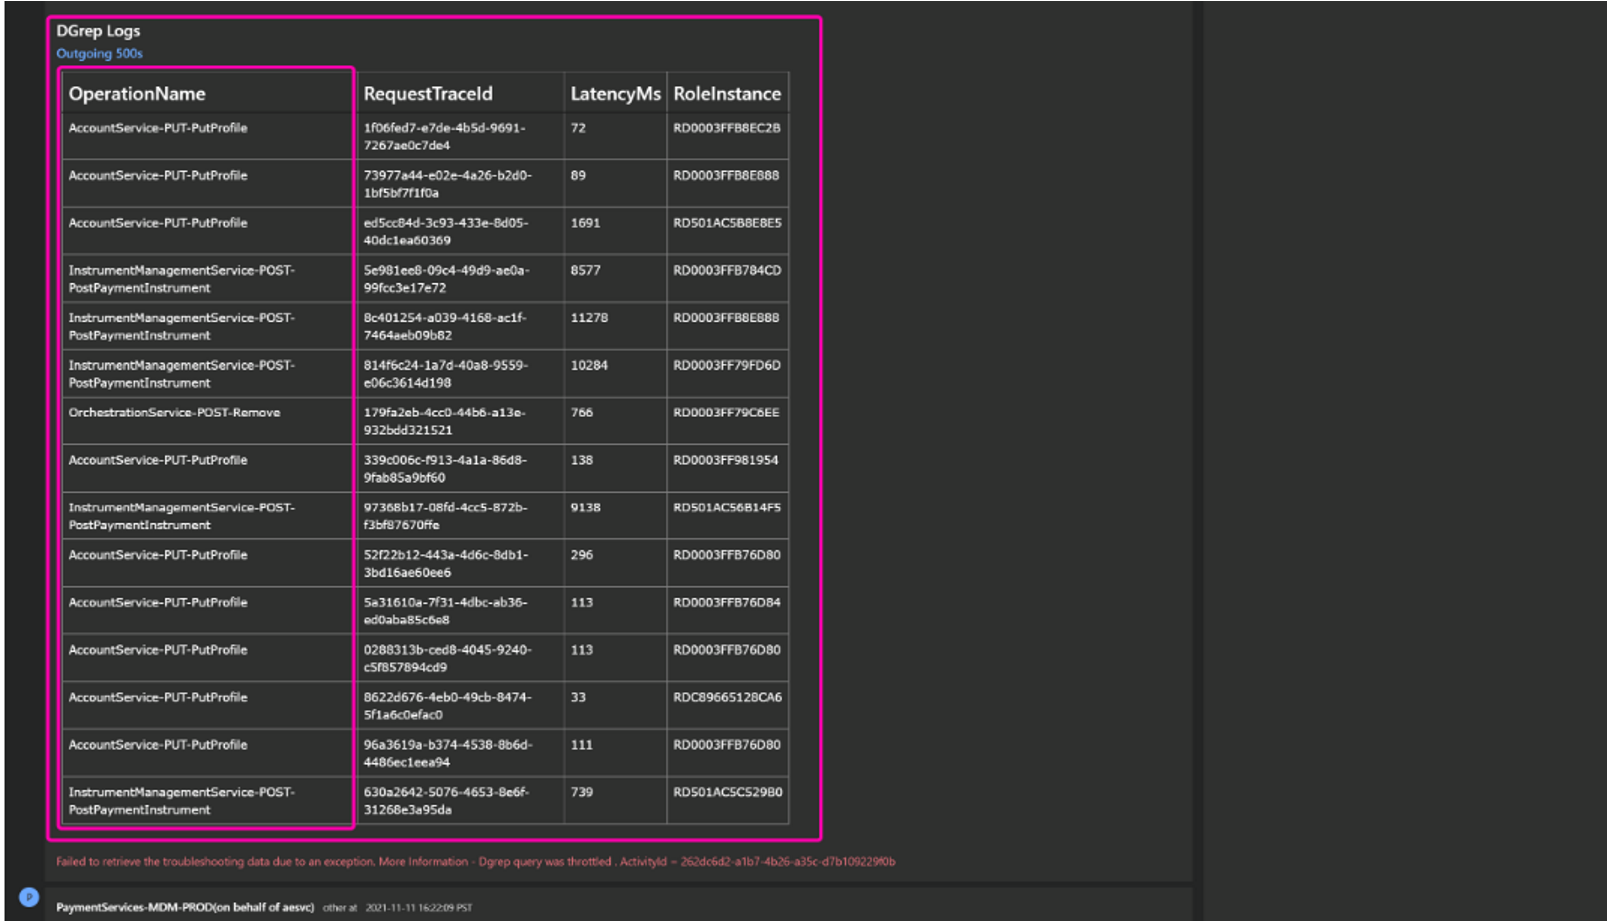 DGrep Logs
Outgoing 500s
OperationName RequestTraceId LatencyMs RoleInstance
AccountService-PUT-PutProfile 1f06fed7-e7de-4b5d-9691- 72 RD0003FFB8EC2B
7267ae0c7de4
AccountService-PUT-PutProfile 73977a44-e02e-4a26-b2d0- 89 RD0003FFB8E888
1bf5bf7f1f0a
AccountService-PUT-PutProfile ed5cc84d-3c93-433e-8d05- 1691 RD501AC5B8E8E5
40dc1ea60369
InstrumentManagementService-POST- 5e981ee8-09c4-49d9-ae0a- 8577 RD0003FFB784CD
PostPaymentInstrument 99fcc3e17e72
InstrumentManagementService-POST- 8c401254-a039-4168-ac1f- 11278 RD0003FFB8E888
PostPaymentInstrument 7464aeb09b82
InstrumentManagementService-POST- 814f6c24-1a7d-40a8-9559- 10284 RD0003FF79FD6D
PostPaymentInstrument e06c3614d198
OrchestrationService-POST-Remove 179fa2eb-4cc0-44b6-a13e- 766 RD0003FF79C6EE
932bdd321521
AccountService-PUT-PutProfile 339c006c-f913-4a1a-86d8- 138 RD0003FF981954
9fab85a9bf60
InstrumentManagementService-POST- 97368b17-08fd-4cc5-872b- 9138 RD501AC56B14F5
PostPaymentInstrument f3bf87670ffe
AccountService-PUT-PutProfile 52f22b12-443a-4d6c-8db1- 296 RD0003FFB76D80
3bd16ae60ee6
AccountService-PUT-PutProfile 5a31610a-7f31-4dbc-ab36- 113 RD0003FFB76D84
ed0aba85c6e8
AccountService-PUT-PutProfile 0288313b-ced8-4045-9240- 113 RD0003FFB76D80
c5f857894cd9
AccountService-PUT-PutProfile 8622d676-4eb0-49cb-8474- 33 RDC89665128CA6
5f1a6c0efac0
AccountService-PUT-PutProfile 96a3619a-b374-4538-8b6d- 111 RD0003FFB76D80
4486ec1eea94
InstrumentManagementService-POST- 630a2642-5076-4653-8e6f- 739 RD501AC5C529B0
PostPaymentInstrument 31268e3a95da
Failed to retrieve the troubleshooting data due to an exception. More Information - Dgrep query was throttled . ActivityId = 262dc6d2-a1b7-4b26-a35c-d7b109229f0b
P PaymentServices-MDM-PROD(on behalf of aesvc) other at 2021-11-11 16:22:09 PST